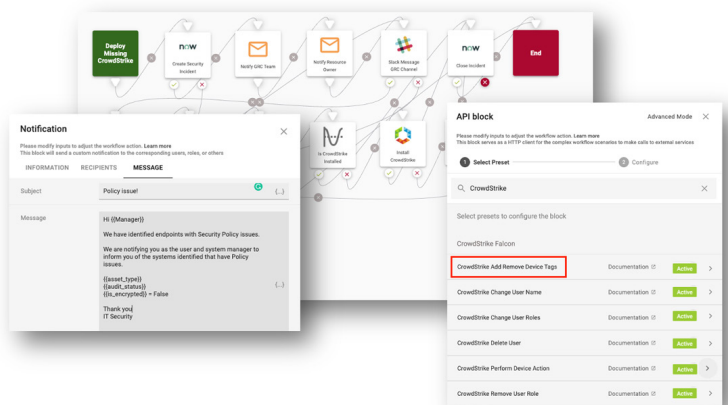 Deploy
Missing
CrowdStrike
now
Create Security
Incident
Notify GRC Team
Notify Resource
Owner
Slack Message
GRC Channel
now
Close Incident
End
Is CrowdStrike
Installed
Install
CrowdStrike
Notification
Please modify inputs to adjust the workflow action. Learn more
This block will send a custom notification to the corresponding users, roles, or others
INFORMATION RECIPIENTS MESSAGE
Subject
Policy issue!
{...}
Message
Hi {{Manager}}
We have identified endpoints with Security Policy issues.
We are notifying you as the user and system manager to
inform you of the systems identified that have Policy
issues.
{{asset_type}}
{{audit_status}}
{{is_encrypted}} = False
{...}
Thank you
IT Security
API block
Advanced Mode
Please modify inputs to adjust the workflow action. Learn more
This block serves as a HTTP client for the complex workflow scenarios to make calls to external services
1 Select Preset
2 Configure
CrowdStrike
Select presets to configure the block
CrowdStrike Falcon
CrowdStrike Add Remove Device Tags Documentation Active
CrowdStrike Change User Name Documentation Active
CrowdStrike Change User Roles Documentation Active
CrowdStrike Delete User Documentation Active
CrowdStrike Perform Device Action Documentation Active
CrowdStrike Remove User Role Documentation Active